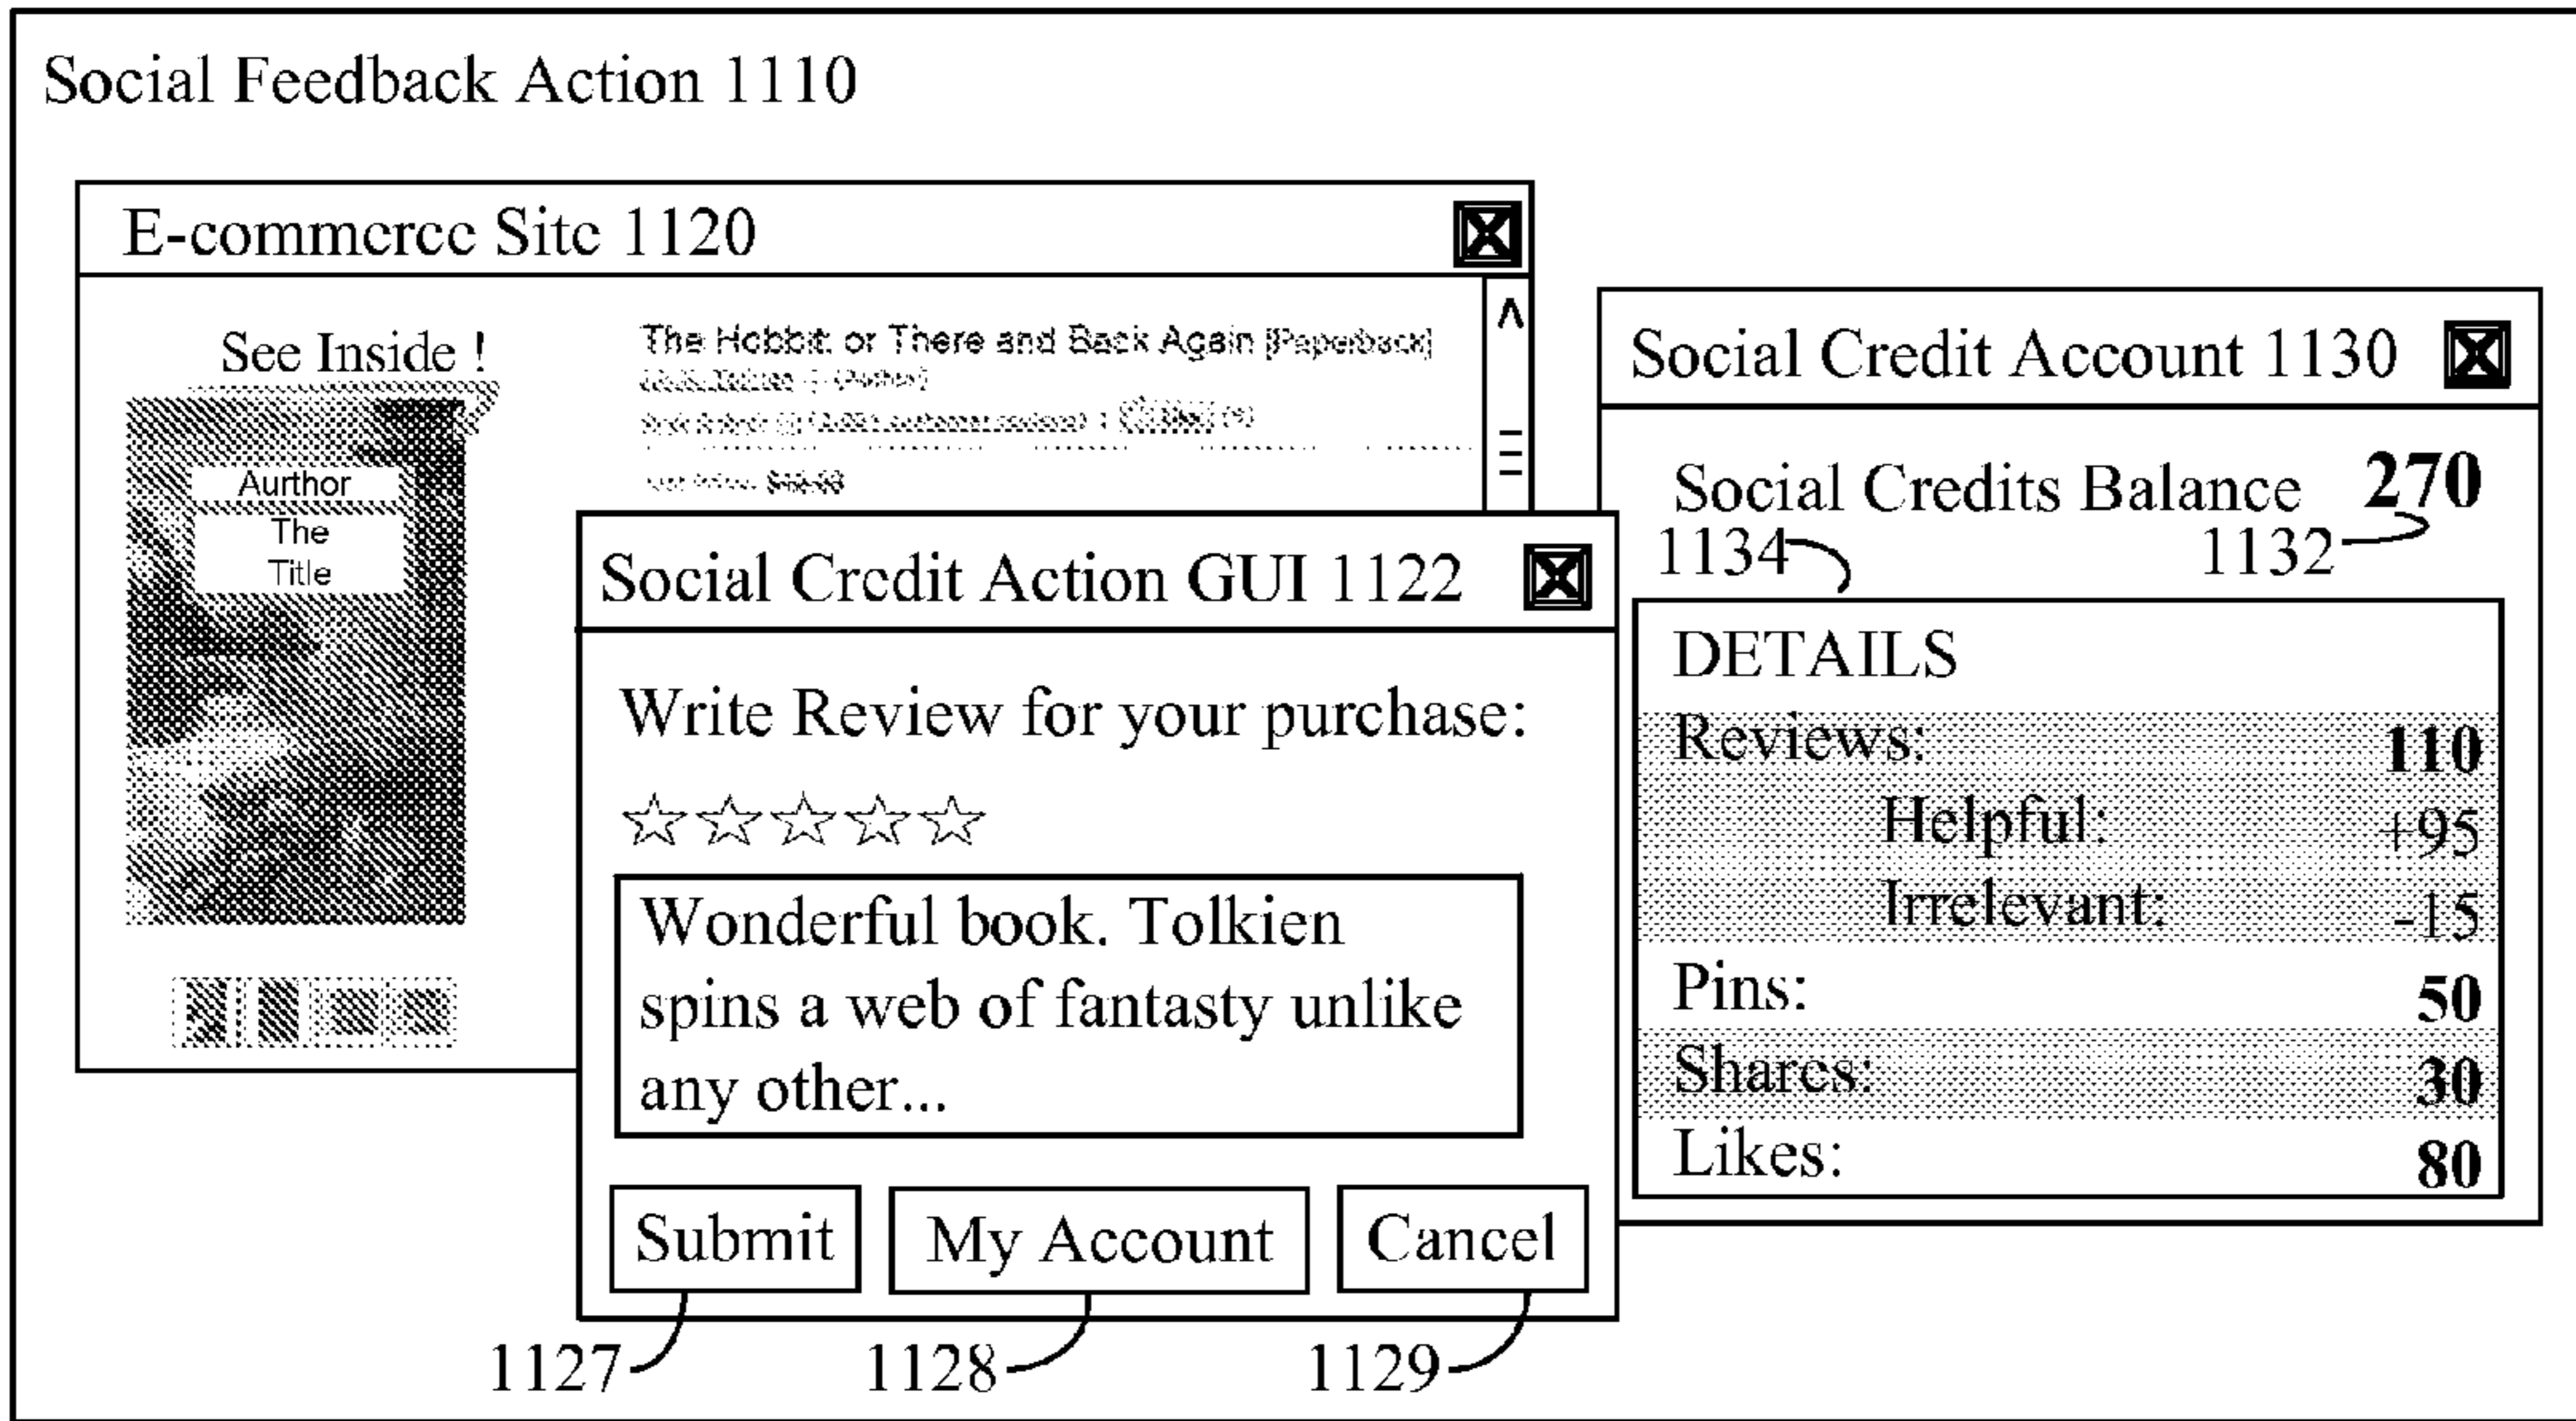 Social Feedback Action 1110
E-commerce Site 1120
See Inside !
Aurthor
The
Title
The Hobbit: or There and Back Again [Paperback]
Social Credit Action GUI 1122
Write Review for your purchase:
Wonderful book. Tolkien
spins a web of fantasty unlike
any other...
Submit My Account Cancel
1127 1128 1129
Social Credit Account 1130
Social Credits Balance 270
1134 1132
DETAILS
Reviews: 110
Helpful: +95
Irrelevant: -15
Pins: 50
Shares: 30
Likes: 80